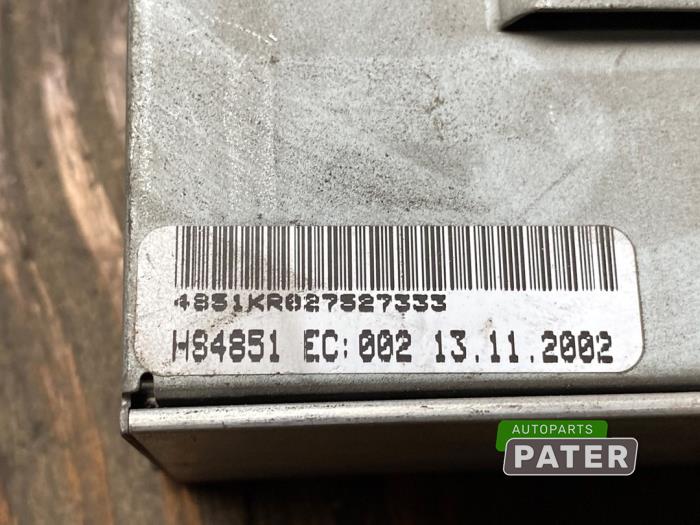 4851KR027527333
H84851 EC:002 13.11.2002
AUTOPARTS
PATER